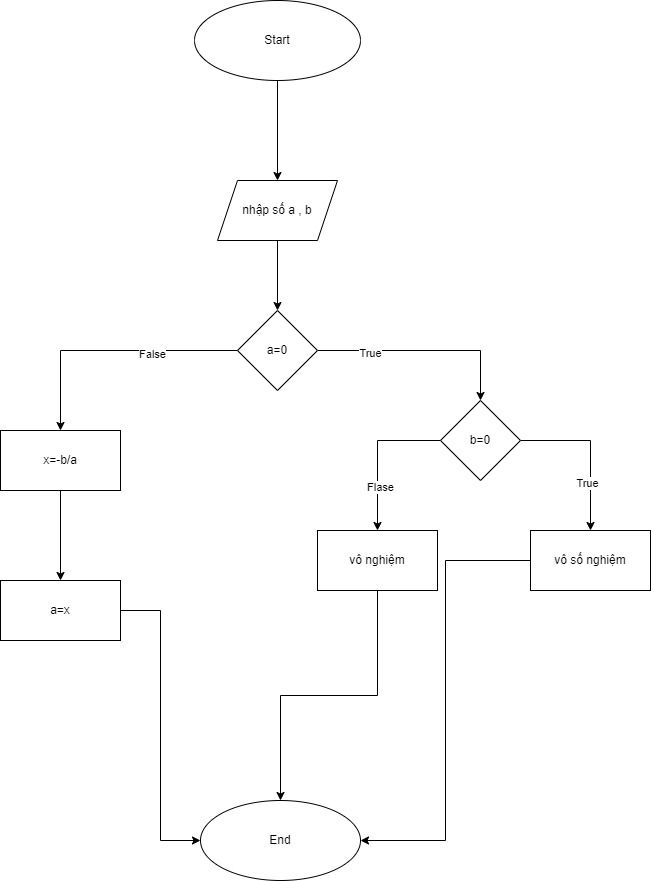 Start
nhập số a , b
a=0
False
True
b=0
x=-b/a
Flase
True
vô nghiệm
vô số nghiệm
a=x
End